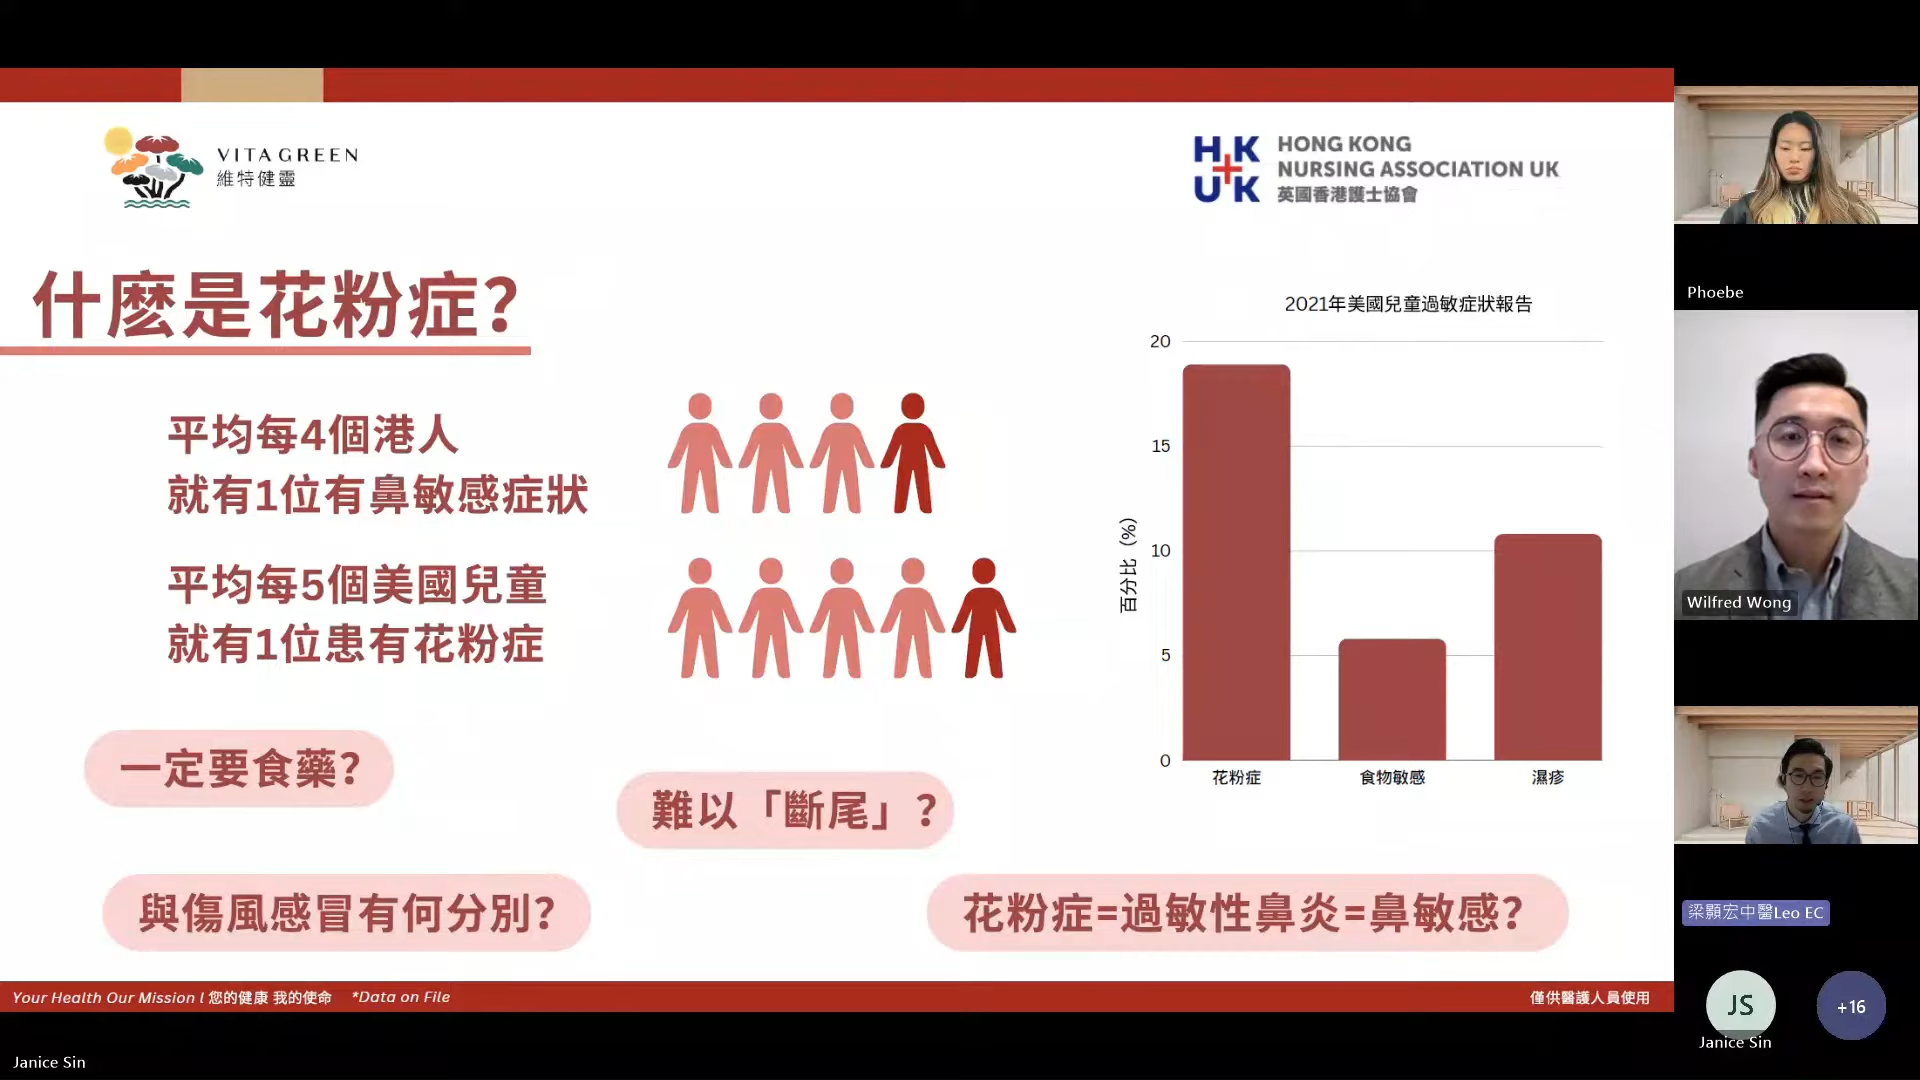 VITA GREEN
維特健靈
HK
UK
HONG KONG
NURSING ASSOCIATION UK
英國香港護士協會
什麽是花粉症?
平均每4個港人
就有1位有鼻敏感症狀
平均每5個美國兒童
就有1位患有花粉症
2021年美國兒童過敏症狀報告
百分比 (%)
20
15
10
5
0
花粉症
食物敏感
濕疹
一定要食藥?
難以「斷尾」?
與傷風感冒有何分別?
花粉症=過敏性鼻炎=鼻敏感?
Your Health Our Mission l 您的健康 我的使命 *Data on File
僅供醫護人員使用
Janice Sin
Phoebe
Wilfred Wong
梁顥宏中醫Leo EC
JS
Janice Sin
+16